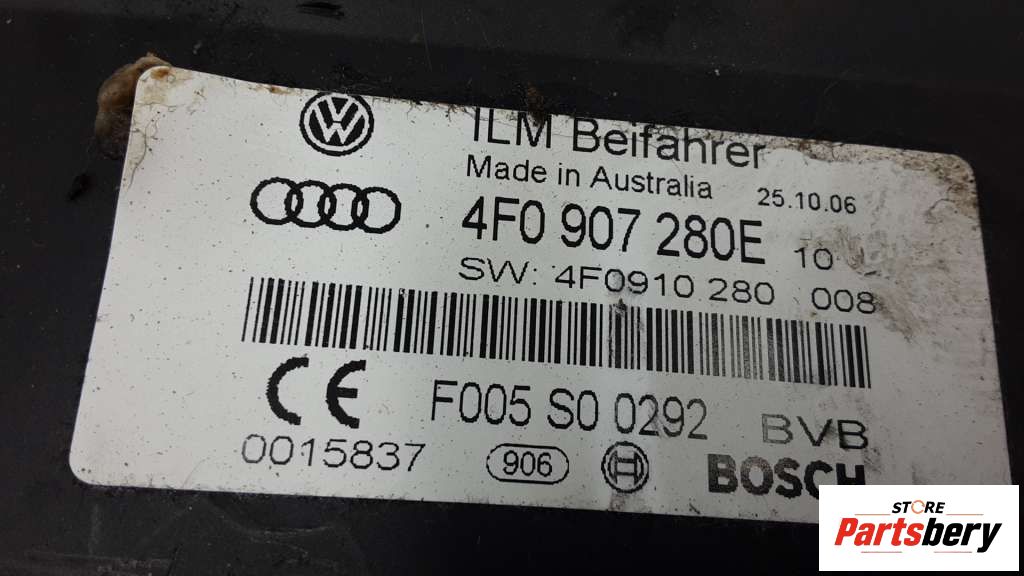 ILM Beifahrer
Made in Australia 25.10.06
4F0 907 280E 10
SW: 4F0910 280 008
CE F005 S0 0292 BVB
0015837 906 BOSCH
STORE
Partsbery